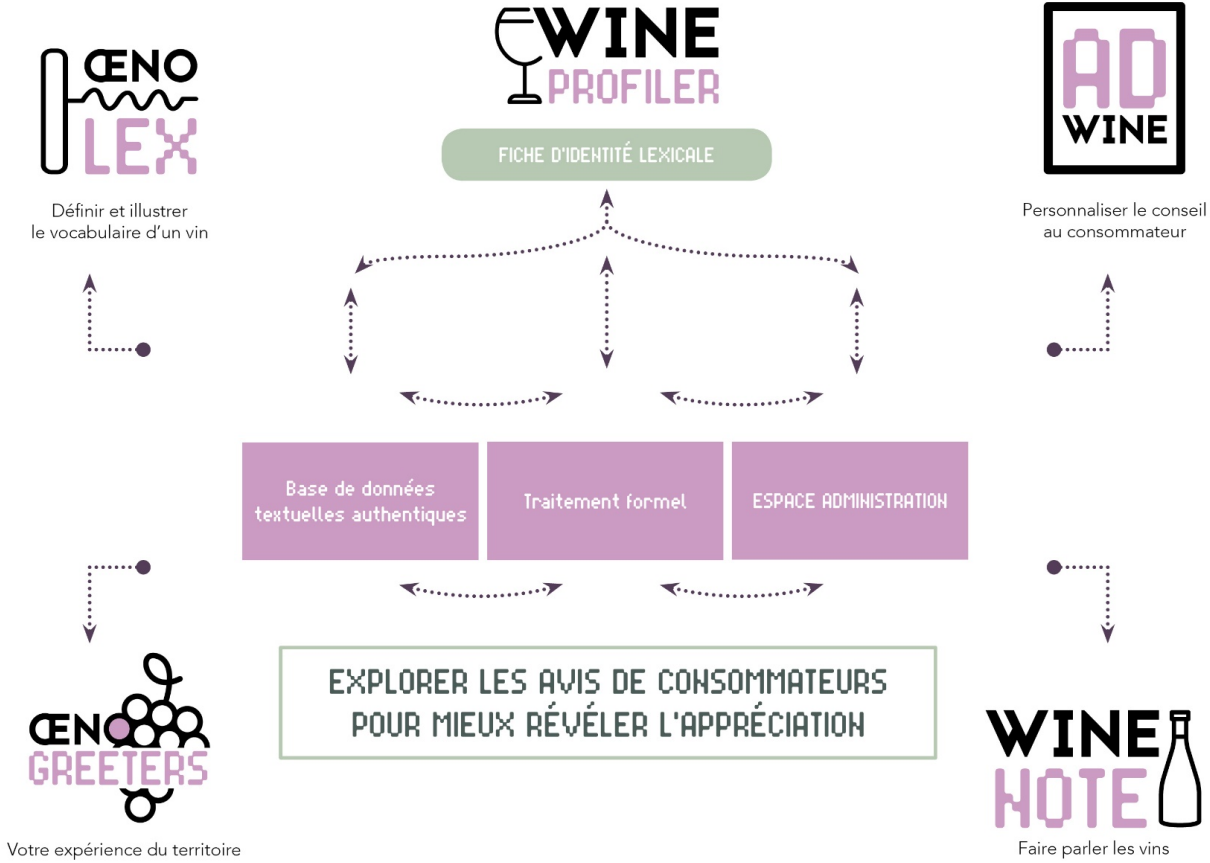 ŒNO
LEX
Définir et illustrer
le vocabulaire d'un vin
WINE
PROFILER
FICHE D'IDENTITÉ LEXICALE
AD
WINE
Personnaliser le conseil
au consommateur
Base de données
textuelles authentiques
Traitement formel
ESPACE ADMINISTRATION
EXPLORER LES AVIS DE CONSOMMATEURS
POUR MIEUX RÉVÉLER L'APPRÉCIATION
ŒNO
GREETERS
Votre expérience du territoire
WINE
NOTE
Faire parler les vins